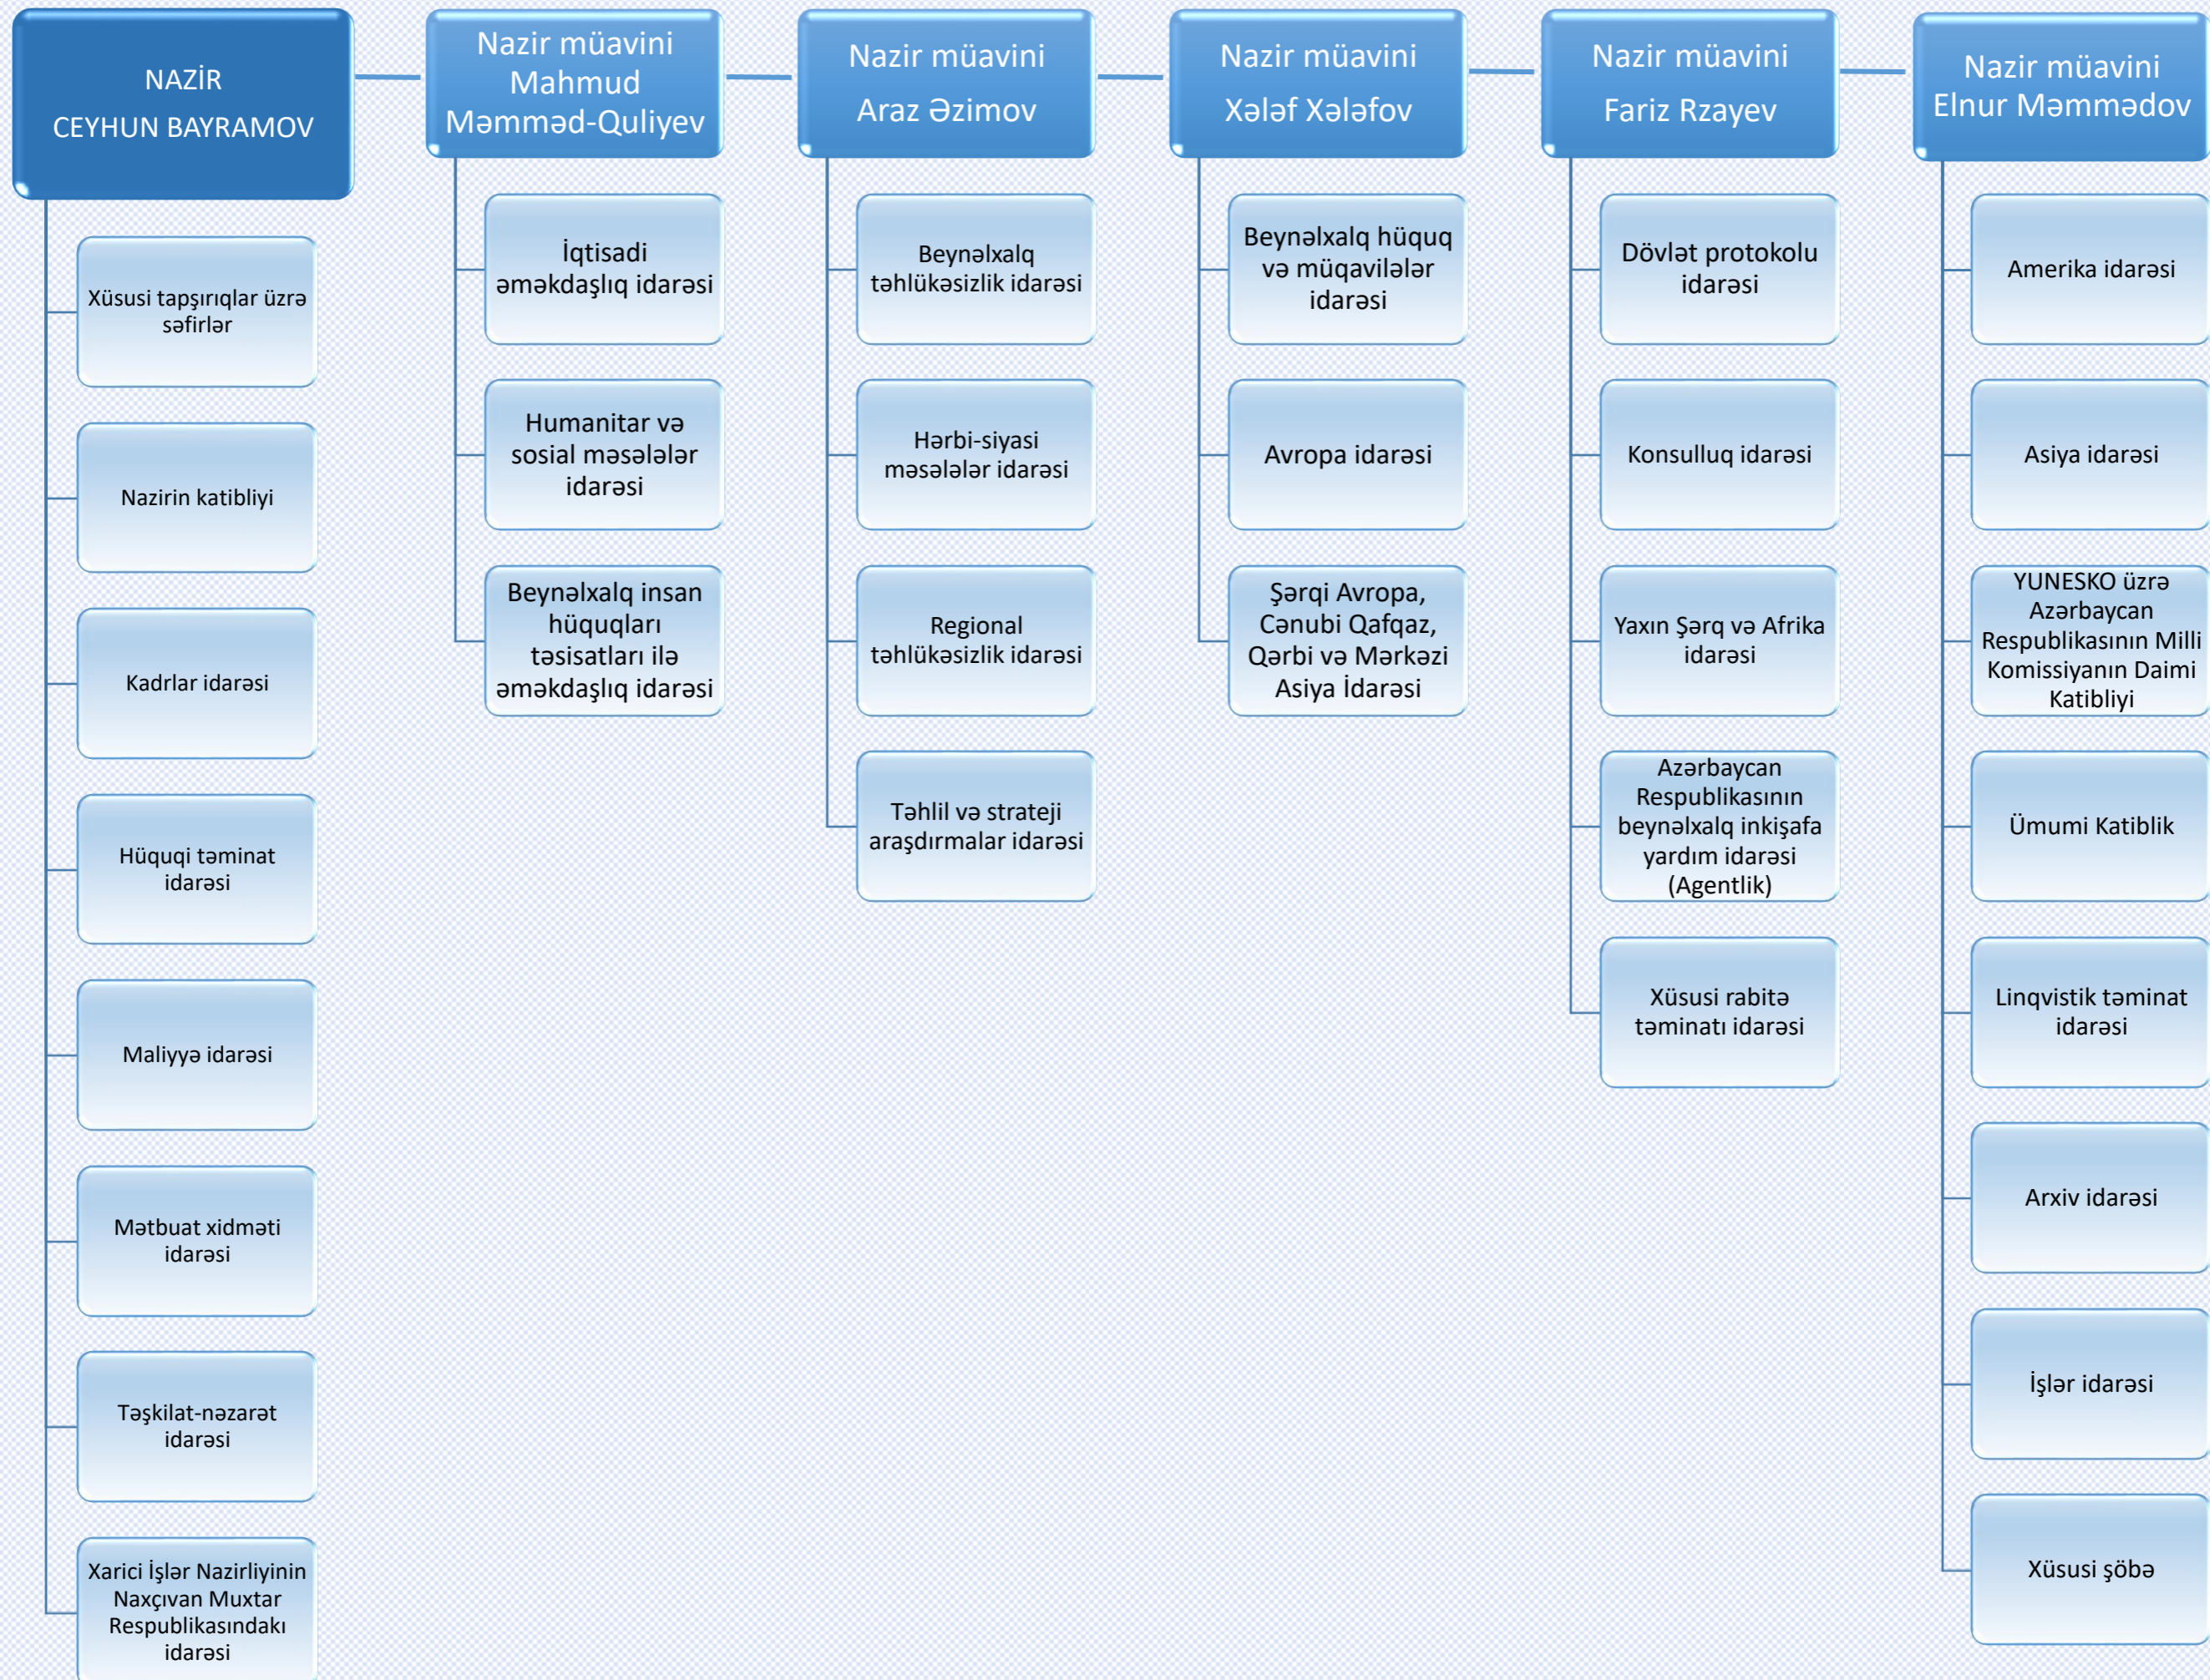 NAZİR
CEYHUN BAYRAMOV
Xüsusi tapşırıqlar üzrə
səfirlər
Nazirin katibliyi
Kadrlar idarəsi
Hüquqi təminat
idarəsi
Maliyyə idarəsi
Mətbuat xidməti
idarəsi
Təşkilat-nəzarət
idarəsi
Xarici İşlər Nazirliyinin
Naxçıvan Muxtar
Respublikasındakı
idarəsi
Nazir müavini
Mahmud
Məmməd-Quliyev
İqtisadi
əməkdaşlıq idarəsi
Humanitar və
sosial məsələlər
idarəsi
Beynəlxalq insan
hüquqları
təsisatları ilə
əməkdaşlıq idarəsi
Nazir müavini
Araz Əzimov
Beynəlxalq
təhlükəsizlik idarəsi
Hərbi-siyasi
məsələlər idarəsi
Regional
təhlükəsizlik idarəsi
Təhlil və strateji
araşdırmalar idarəsi
Nazir müavini
Xələf Xələfov
Beynəlxalq hüquq
və müqavilələr
idarəsi
Avropa idarəsi
Şərqi Avropa,
Cənubi Qafqaz,
Qərbi və Mərkəzi
Asiya İdarəsi
Nazir müavini
Fariz Rzayev
Dövlət protokolu
idarəsi
Konsulluq idarəsi
Yaxın Şərq və Afrika
idarəsi
Azərbaycan
Respublikasının
beynəlxalq inkişafa
yardım idarəsi
(Agentlik)
Xüsusi rabitə
təminatı idarəsi
Nazir müavini
Elnur Məmmədov
Amerika idarəsi
Asiya idarəsi
YUNESKO üzrə
Azərbaycan
Respublikasının Milli
Komissiyanın Daimi
Katibliyi
Ümumi Katiblik
Linqvistik təminat
idarəsi
Arxiv idarəsi
İşlər idarəsi
Xüsusi şöbə